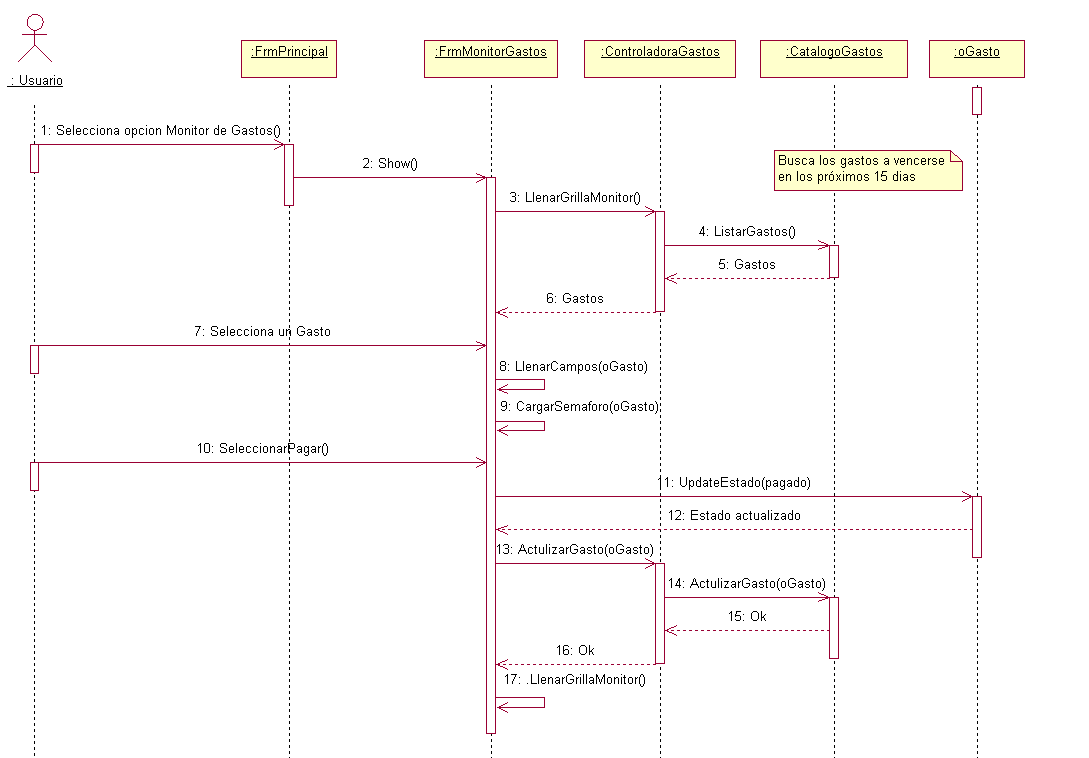 : Usuario
:FrmPrincipal
:FrmMonitorGastos
:ControladoraGastos
:CatalogoGastos
:oGasto
1: Selecciona opcion Monitor de Gastos()
Busca los gastos a vencerse
en los próximos 15 dias
2: Show()
3: LlenarGrillaMonitor()
4: ListarGastos()
5: Gastos
6: Gastos
7: Selecciona un Gasto
8: LlenarCampos(oGasto)
9: CargarSemaforo(oGasto)
10: SeleccionarPagar()
11: UpdateEstado(pagado)
12: Estado actualizado
13: ActulizarGasto(oGasto)
14: ActulizarGasto(oGasto)
15: Ok
16: Ok
17: .LlenarGrillaMonitor()